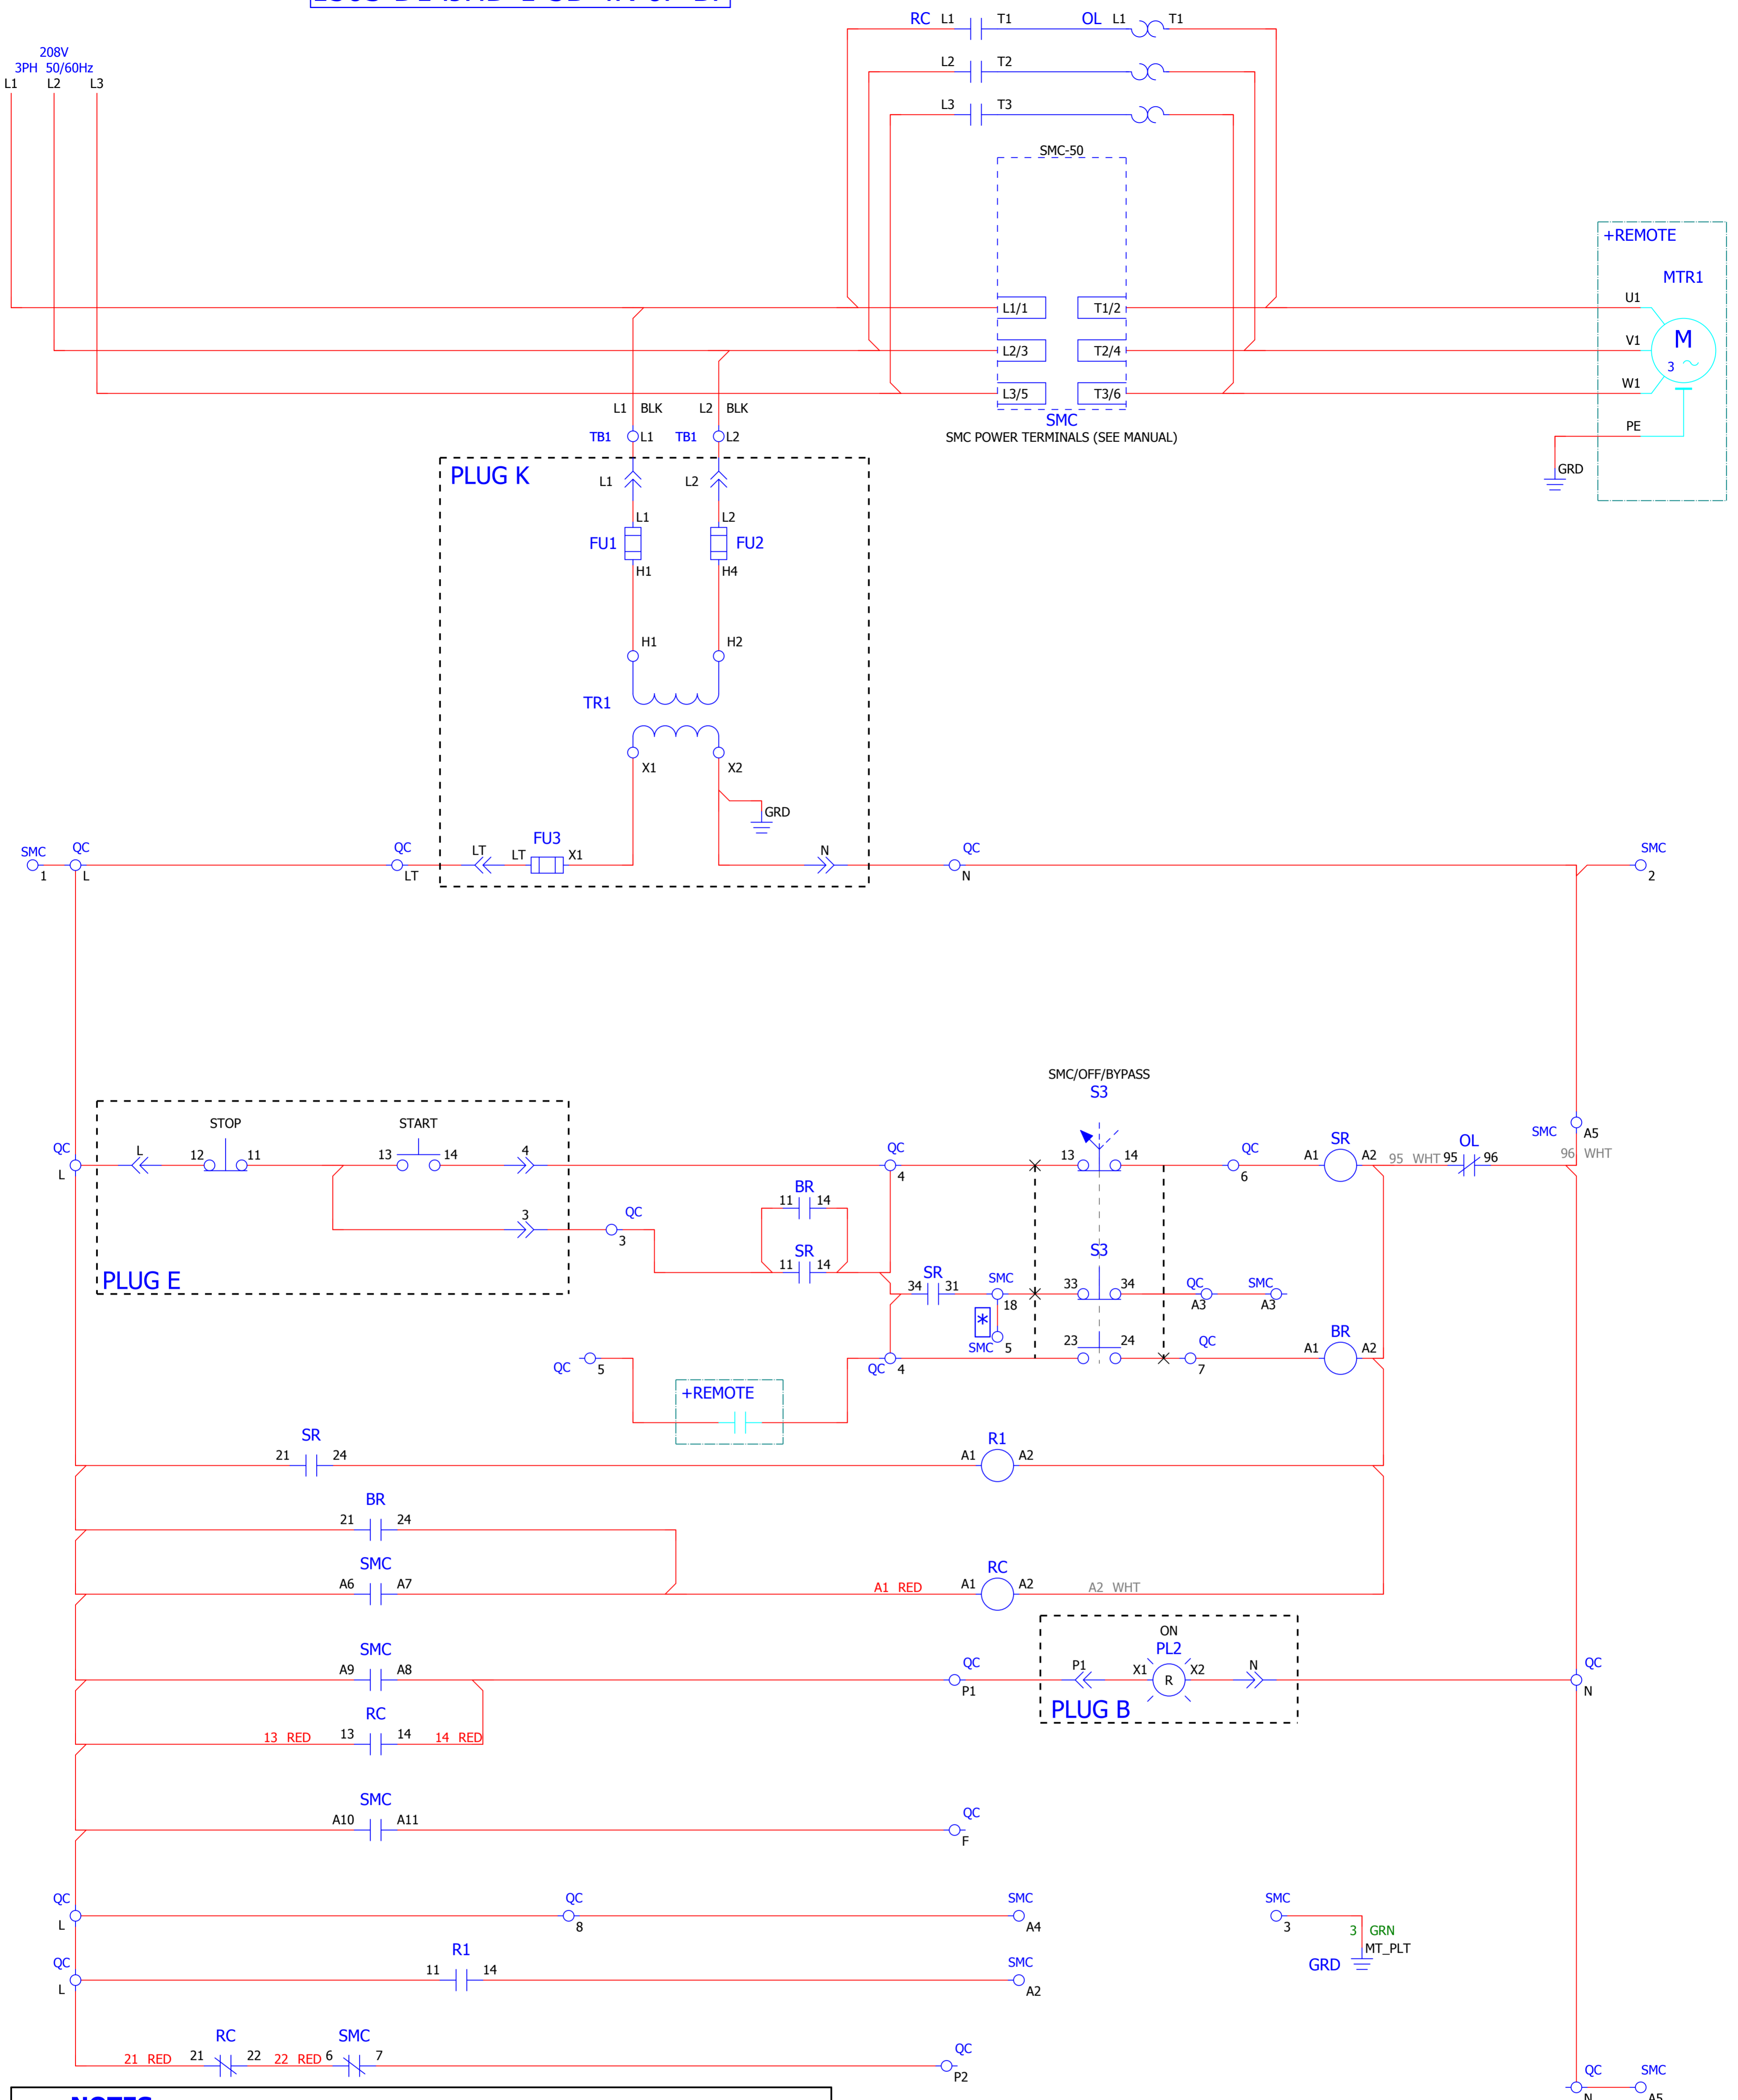 208V
3PH 50/60Hz
L1 L2 L3
RC L1 T1 OL L1 T1
L2 T2
L3 T3
SMC-50
L1/1 T1/2
L2/3 T2/4
L3/5 T3/6
SMC
SMC POWER TERMINALS (SEE MANUAL)
+REMOTE
MTR1
U1
V1
W1
M
3
PE
GRD
L1 BLK L2 BLK
TB1 L1 TB1 L2
PLUG K
L1 L2
L1 L2
FU1 FU2
H1 H4
H1 H2
TR1
X1 X2
GRD
FU3
SMC QC QC LT LT X1 N QC SMC
1 L LT N 2
SMC/OFF/BYPASS
S3
STOP START
QC L 12 11 13 14 4 QC 13 14 QC SR OL SMC A5
L 4 6 A1 A2 95 WHT 95 96 96 WHT
BR
11 14
3 QC
3
SR
11 14
S3
PLUG E
SR
34 31 SMC 33 34 QC SMC
18 A3 A3
*
SMC 5
23 24 QC BR
QC 5 QC 4 7 A1 A2
+REMOTE
SR R1
21 24 A1 A2
BR
21 24
SMC RC
A6 A7 A1 RED A1 A2 A2 WHT
ON
SMC PL2
A9 A8 QC P1 X1 R X2 N QC
P1 N
PLUG B
RC
13 RED 13 14 14 RED
SMC
A10 A11 QC
F
QC QC SMC SMC
L 8 A4 3
3 GRN
MT_PLT
GRD
QC R1 SMC
L 11 14 A2
RC SMC
21 RED 21 22 22 RED 6 7 QC
P2
QC SMC
N A5